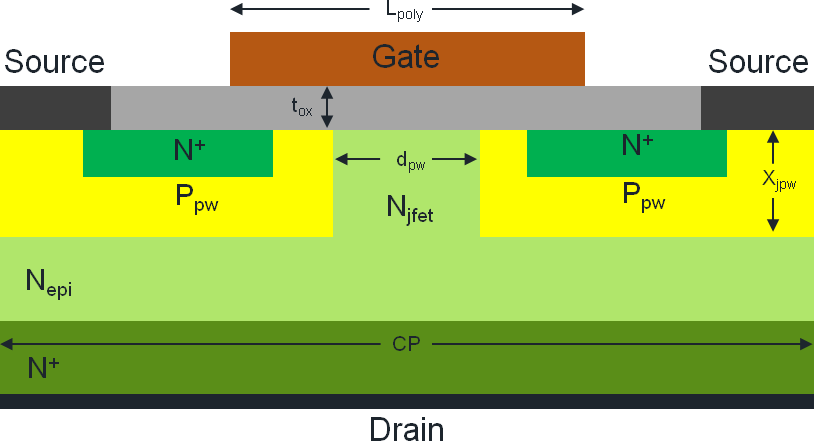 Lpoly
Source
Gate
Source
tox
N+
dpw
N+
Xjpw
Ppw
Njfet
Ppw
Nepi
CP
N+
Drain